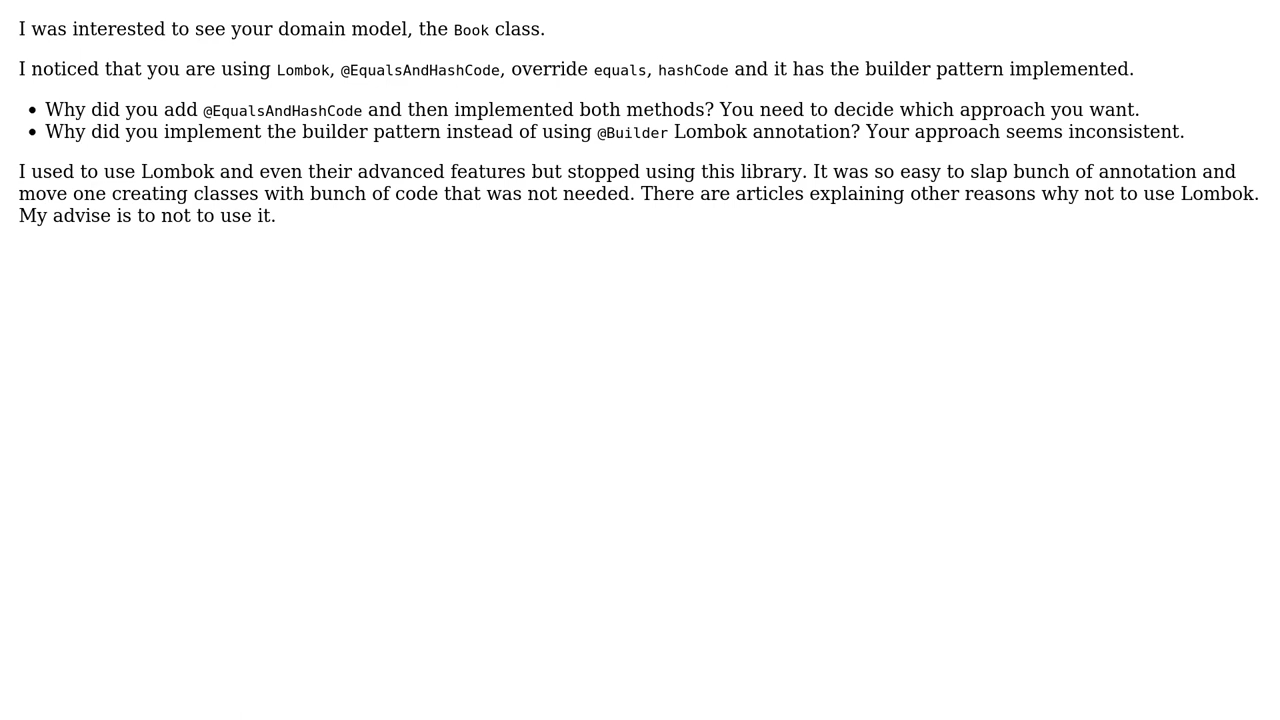 I was interested to see your domain model, the Book class.
I noticed that you are using Lombok, @EqualsAndHashCode, override equals, hashCode and it has the builder pattern implemented.
• Why did you add @EqualsAndHashCode and then implemented both methods? You need to decide which approach you want.
• Why did you implement the builder pattern instead of using @Builder Lombok annotation? Your approach seems inconsistent.
I used to use Lombok and even their advanced features but stopped using this library. It was so easy to slap bunch of annotation and
move one creating classes with bunch of code that was not needed. There are articles explaining other reasons why not to use Lombok.
My advise is to not to use it.